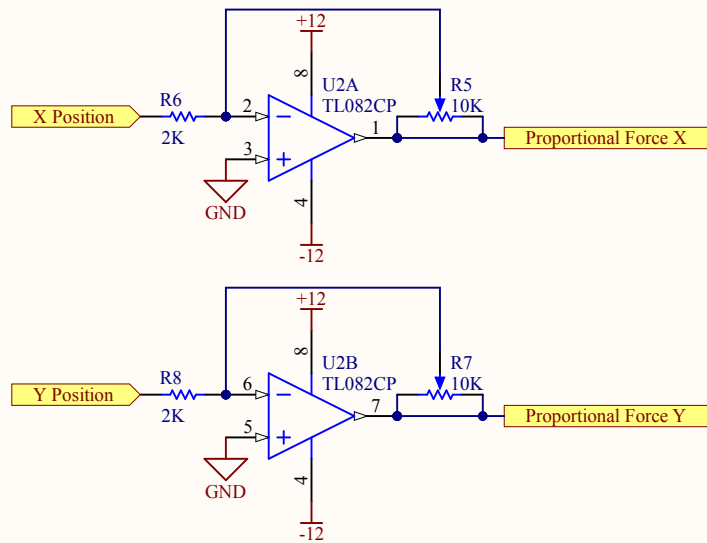 +12
8
U2A
TL082CP
R5
10K
X Position
R6
2K
2
3
1
Proportional Force X
GND
4
-12
+12
8
U2B
TL082CP
R7
10K
Y Position
R8
2K
6
5
7
Proportional Force Y
GND
4
-12